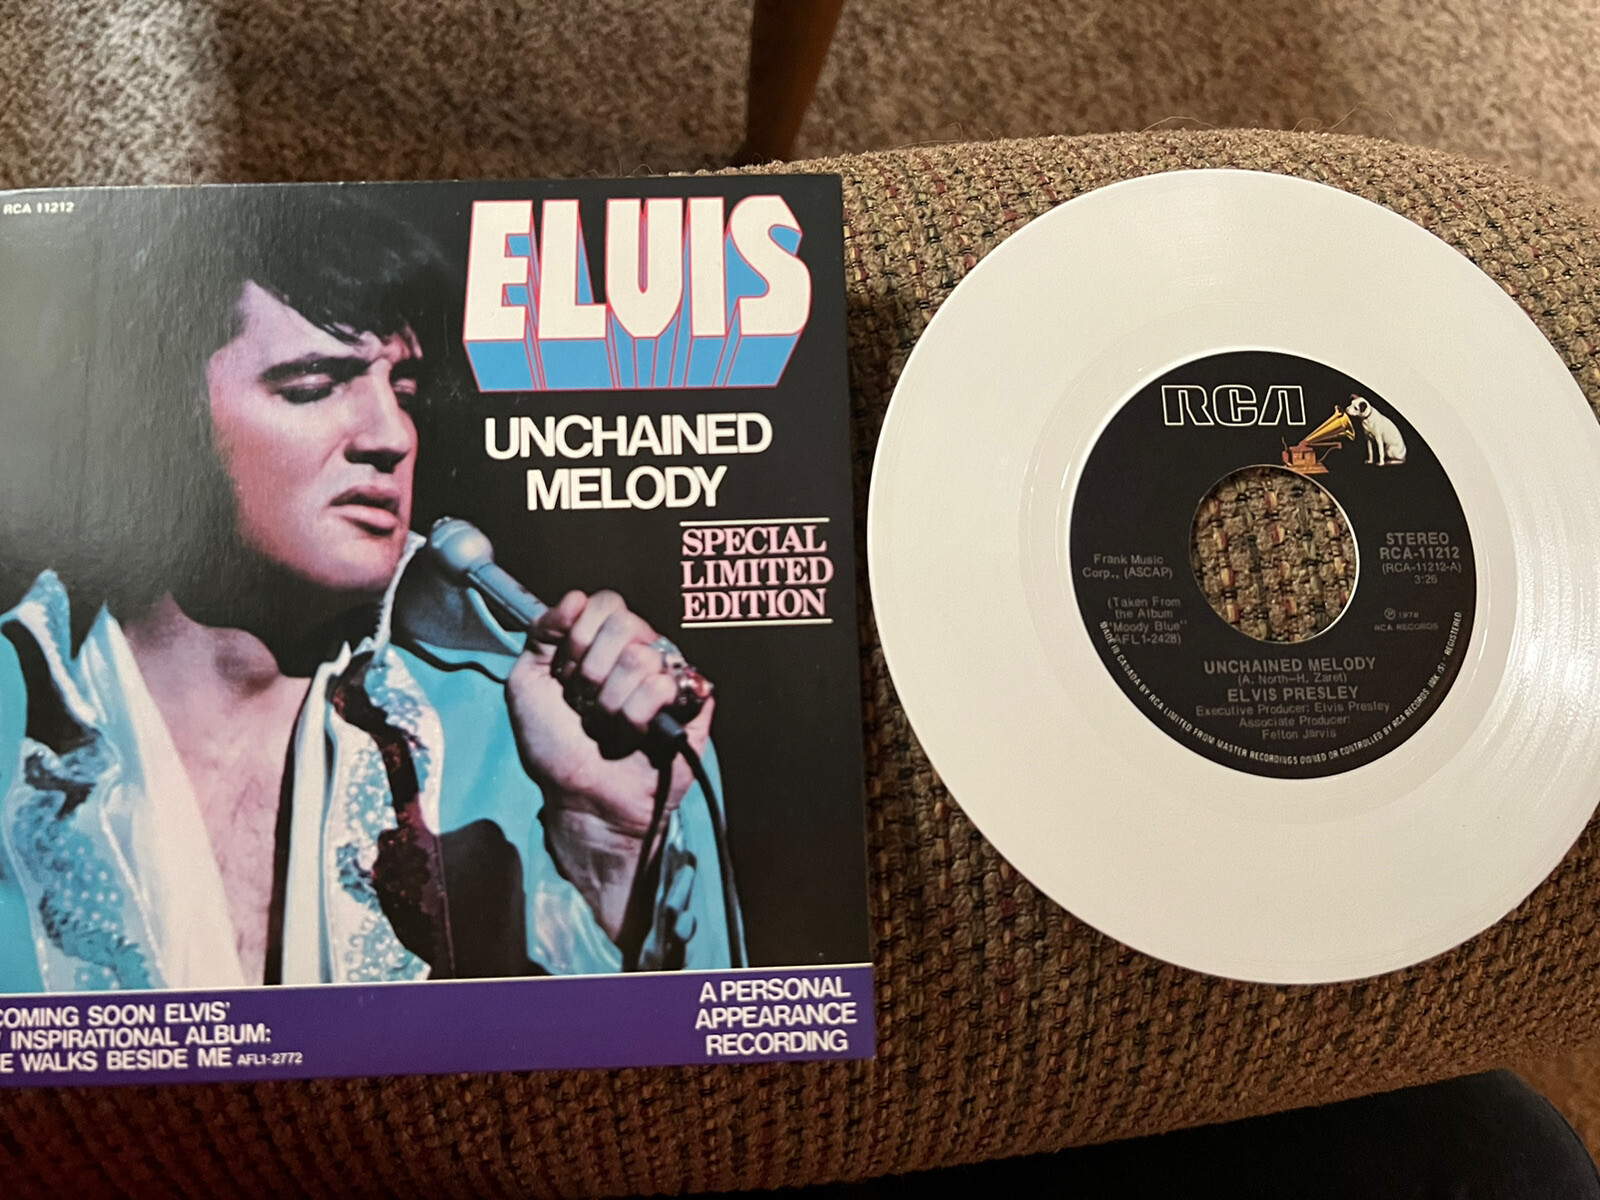 RCA 11212
ELVIS
UNCHAINED
MELODY
SPECIAL
LIMITED
EDITION
COMING SOON ELVIS'
INSPIRATIONAL ALBUM:
E WALKS BESIDE ME AFL1-2772
A PERSONAL
APPEARANCE
RECORDING
RCA
STEREO
RCA-11212
(RCA-11212-A)
3:26
Frank Music
Corp., (ASCAP)
(Taken From
the Album
"Moody Blue"
AFL1-2428)
℗ 1978
RCA RECORDS
UNCHAINED MELODY
(A. North–H. Zaret)
ELVIS PRESLEY
Executive Producer: Elvis Presley
Associate Producer:
Felton Jarvis
MADE IN CANADA BY RCA LIMITED FROM MASTER RECORDINGS OWNED OR CONTROLLED BY RCA RECORDS REGISTERED